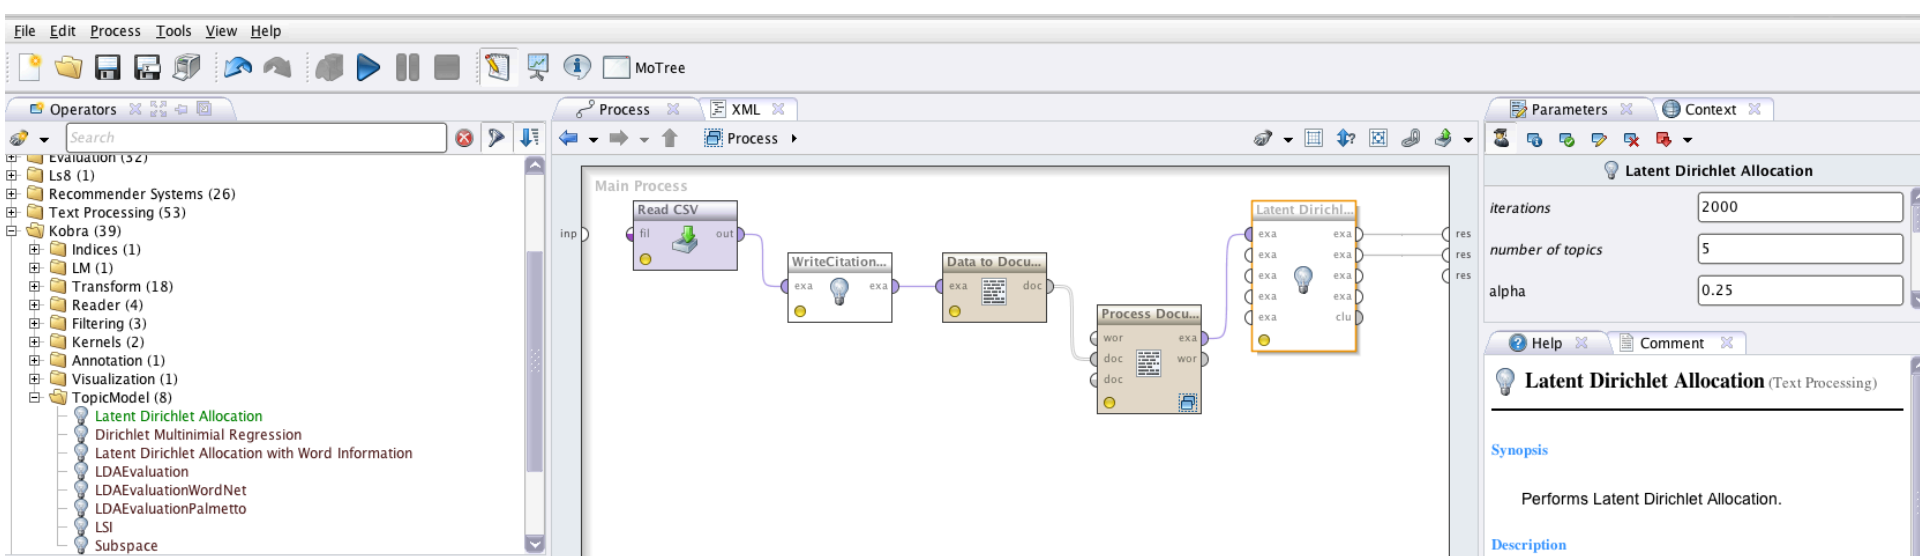 File Edit Process Tools View Help
MoTree
Operators
Search
Evaluation (32)
Ls8 (1)
Recommender Systems (26)
Text Processing (53)
Kobra (39)
Indices (1)
LM (1)
Transform (18)
Reader (4)
Filtering (3)
Kernels (2)
Annotation (1)
Visualization (1)
TopicModel (8)
Latent Dirichlet Allocation
Dirichlet Multinimial Regression
Latent Dirichlet Allocation with Word Information
LDAEvaluation
LDAEvaluationWordNet
LDAEvaluationPalmetto
LSI
Subspace
Process XML
Process
Main Process
inp
Read CSV
fil out
WriteCitation...
exa exa
Data to Docu...
exa doc
Process Docu...
wor exa
doc wor
doc
Latent Dirichl...
exa exa
exa exa
exa exa
exa exa
exa clu
res
res
res
Parameters Context
Latent Dirichlet Allocation
iterations 2000
number of topics 5
alpha 0.25
Help Comment
Latent Dirichlet Allocation (Text Processing)
Synopsis
Performs Latent Dirichlet Allocation.
Description